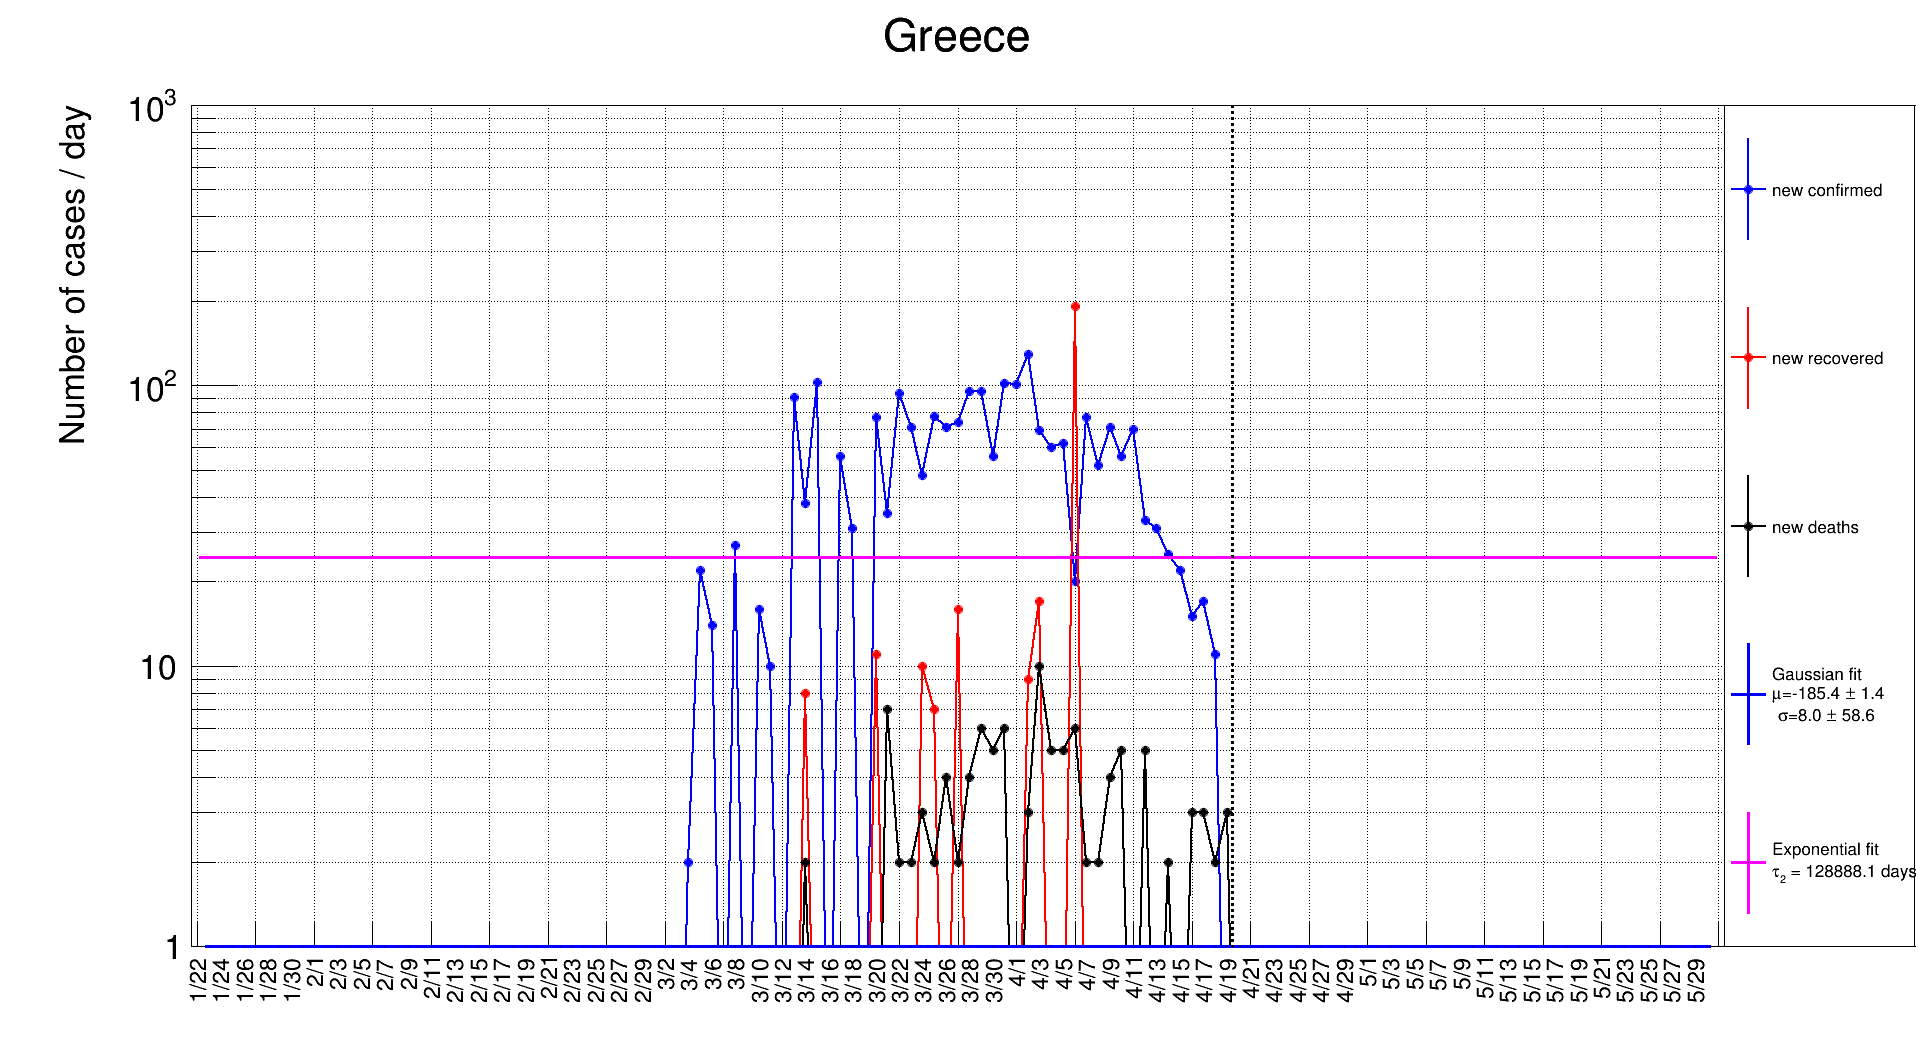 Greece
Number of cases / day
10³
10²
10
1
1/22 1/24 1/26 1/28 1/30 2/1 2/3 2/5 2/7 2/9 2/11 2/13 2/15 2/17 2/19 2/21 2/23 2/25 2/27 2/29 3/2 3/4 3/6 3/8 3/10 3/12 3/14 3/16 3/18 3/20 3/22 3/24 3/26 3/28 3/30 4/1 4/3 4/5 4/7 4/9 4/11 4/13 4/15 4/17 4/19 4/21 4/23 4/25 4/27 4/29 5/1 5/3 5/5 5/7 5/9 5/11 5/13 5/15 5/17 5/19 5/21 5/23 5/25 5/27 5/29
new confirmed
new recovered
new deaths
Gaussian fit
μ=-185.4 ± 1.4
σ=8.0 ± 58.6
Exponential fit
τ₂ = 128888.1 days